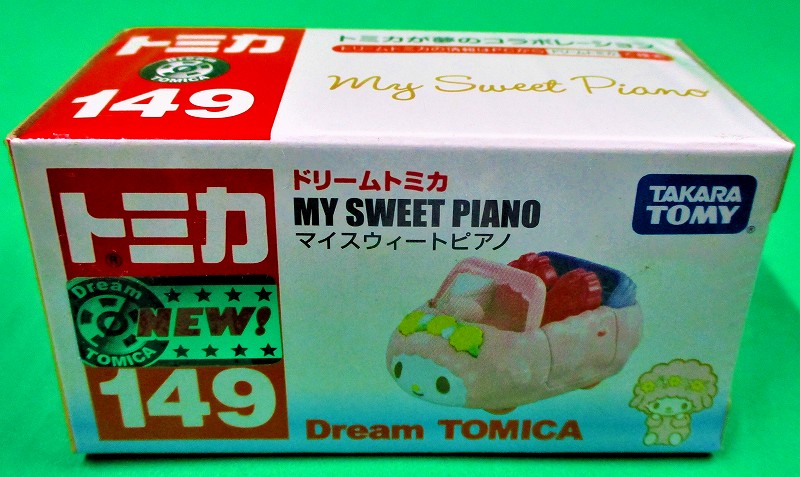 トミカ
Dream
TOMICA
149
トミカが夢のコラボレーション
My Sweet Piano
トミカ
®
Dream
TOMICA
NEW!
149
ドリームトミカ
MY SWEET PIANO
マイスウィートピアノ
TAKARA
TOMY
®
Dream TOMICA